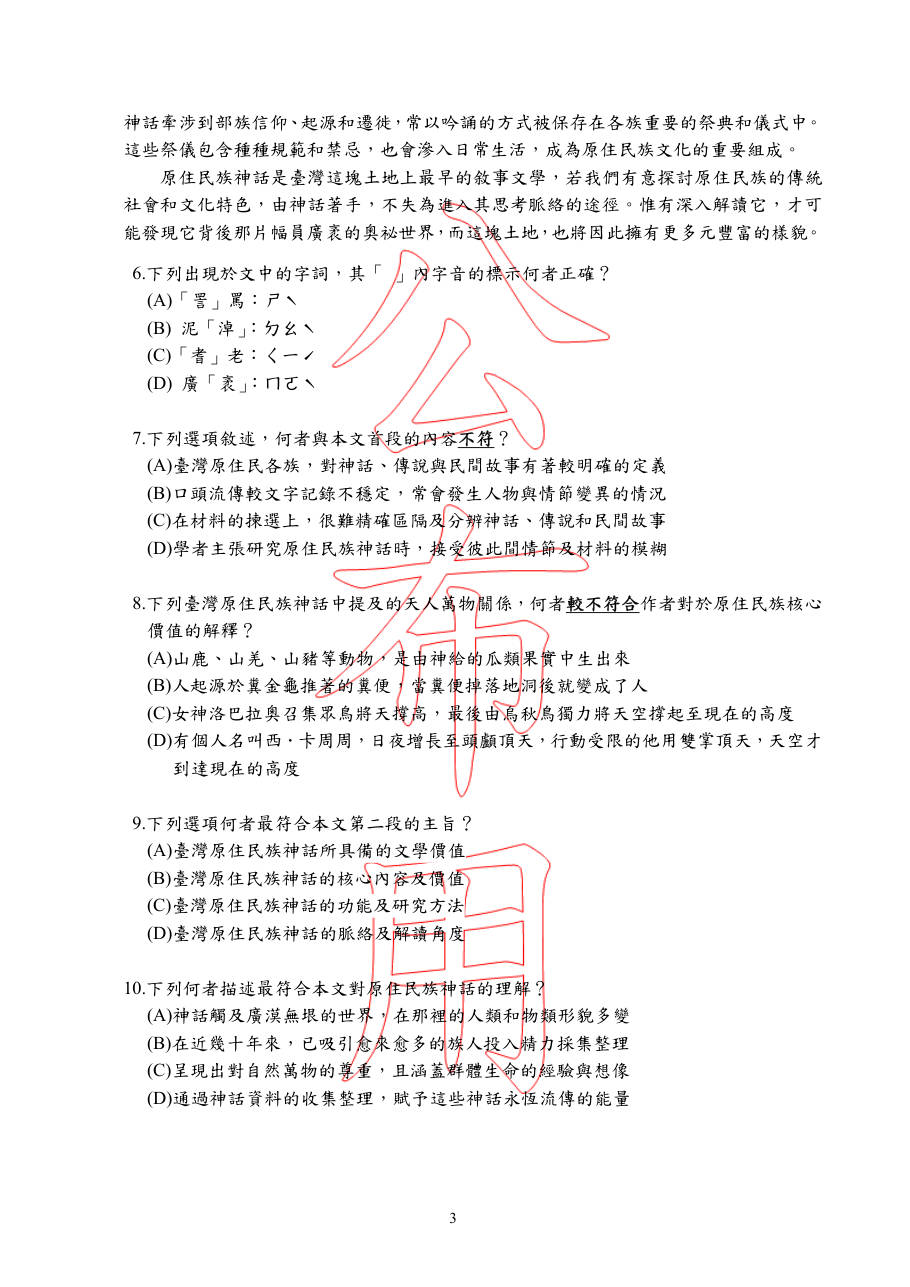 神話牽涉到部族信仰、起源和遷徙，常以吟誦的方式被保存在各族重要的祭典和儀式中。
這些祭儀包含種種規範和禁忌，也會滲入日常生活，成為原住民族文化的重要組成。
原住民族神話是臺灣這塊土地上最早的敘事文學，若我們有意探討原住民族的傳統
社會和文化特色，由神話著手，不失為進入其思考脈絡的途徑。惟有深入解讀它，才可
能發現它背後那片幅員廣袤的奧祕世界，而這塊土地，也將因此擁有更多元豐富的樣貌。
6.下列出現於文中的字詞，其「 」內字音的標示何者正確？
(A)「詈」罵：ㄕㄟˋ
(B) 泥「淖」：ㄉㄠˋ
(C)「耆」老：ㄑㄧˊ
(D) 廣「袤」：ㄇㄛˋ
7.下列選項敘述，何者與本文首段的內容不符？
(A)臺灣原住民各族，對神話、傳說與民間故事有著較明確的定義
(B)口頭流傳較文字記錄不穩定，常會發生人物與情節變異的情況
(C)在材料的揀選上，很難精確區隔及分辨神話、傳說和民間故事
(D)學者主張研究原住民族神話時，接受彼此間情節及材料的模糊
8.下列臺灣原住民族神話中提及的天人萬物關係，何者較不符合作者對於原住民族核心
價值的解釋？
(A)山鹿、山羌、山豬等動物，是由神給的瓜類果實中生出來
(B)人起源於糞金龜推著的糞便，當糞便掉落地洞後就變成了人
(C)女神洛巴拉奧召集眾鳥將天撐高，最後由烏秋鳥獨力將天空撐起至現在的高度
(D)有個人名叫西‧卡周周，日夜增長至頭顱頂天，行動受限的他用雙掌頂天，天空才
到達現在的高度
9.下列選項何者最符合本文第二段的主旨？
(A)臺灣原住民族神話所具備的文學價值
(B)臺灣原住民族神話的核心內容及價值
(C)臺灣原住民族神話的功能及研究方法
(D)臺灣原住民族神話的脈絡及解讀角度
10.下列何者描述最符合本文對原住民族神話的理解？
(A)神話觸及廣漠無垠的世界，在那裡的人類和物類形貌多變
(B)在近幾十年來，已吸引愈來愈多的族人投入精力採集整理
(C)呈現出對自然萬物的尊重，且涵蓋群體生命的經驗與想像
(D)通過神話資料的收集整理，賦予這些神話永恆流傳的能量
3
公布用